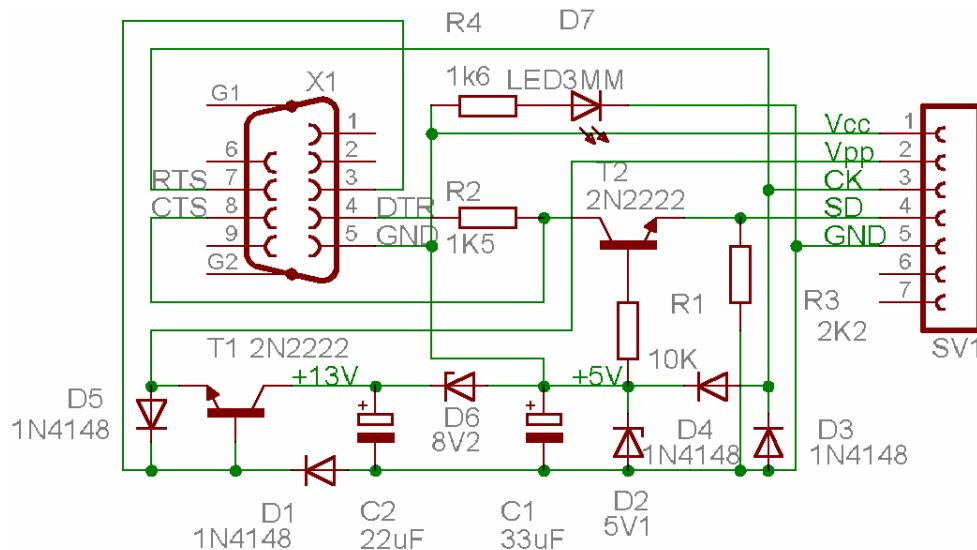 R4 D7
X1 1k6 LED3MM
G1
1
Vcc 1
6 2
Vpp 2
T2
RTS 7 3
R2 2N2222
CK 3
CTS 8 4 DTR
SD 4
9 5 GND 1K5
GND 5
G2
6
R1 R3
7
2K2
T1 2N2222
10K
SV1
+13V +5V
+ +
D5
1N4148
D6
8V2
D4
1N4148
D3
1N4148
D1
1N4148
C2
22uF
C1
33uF
D2
5V1